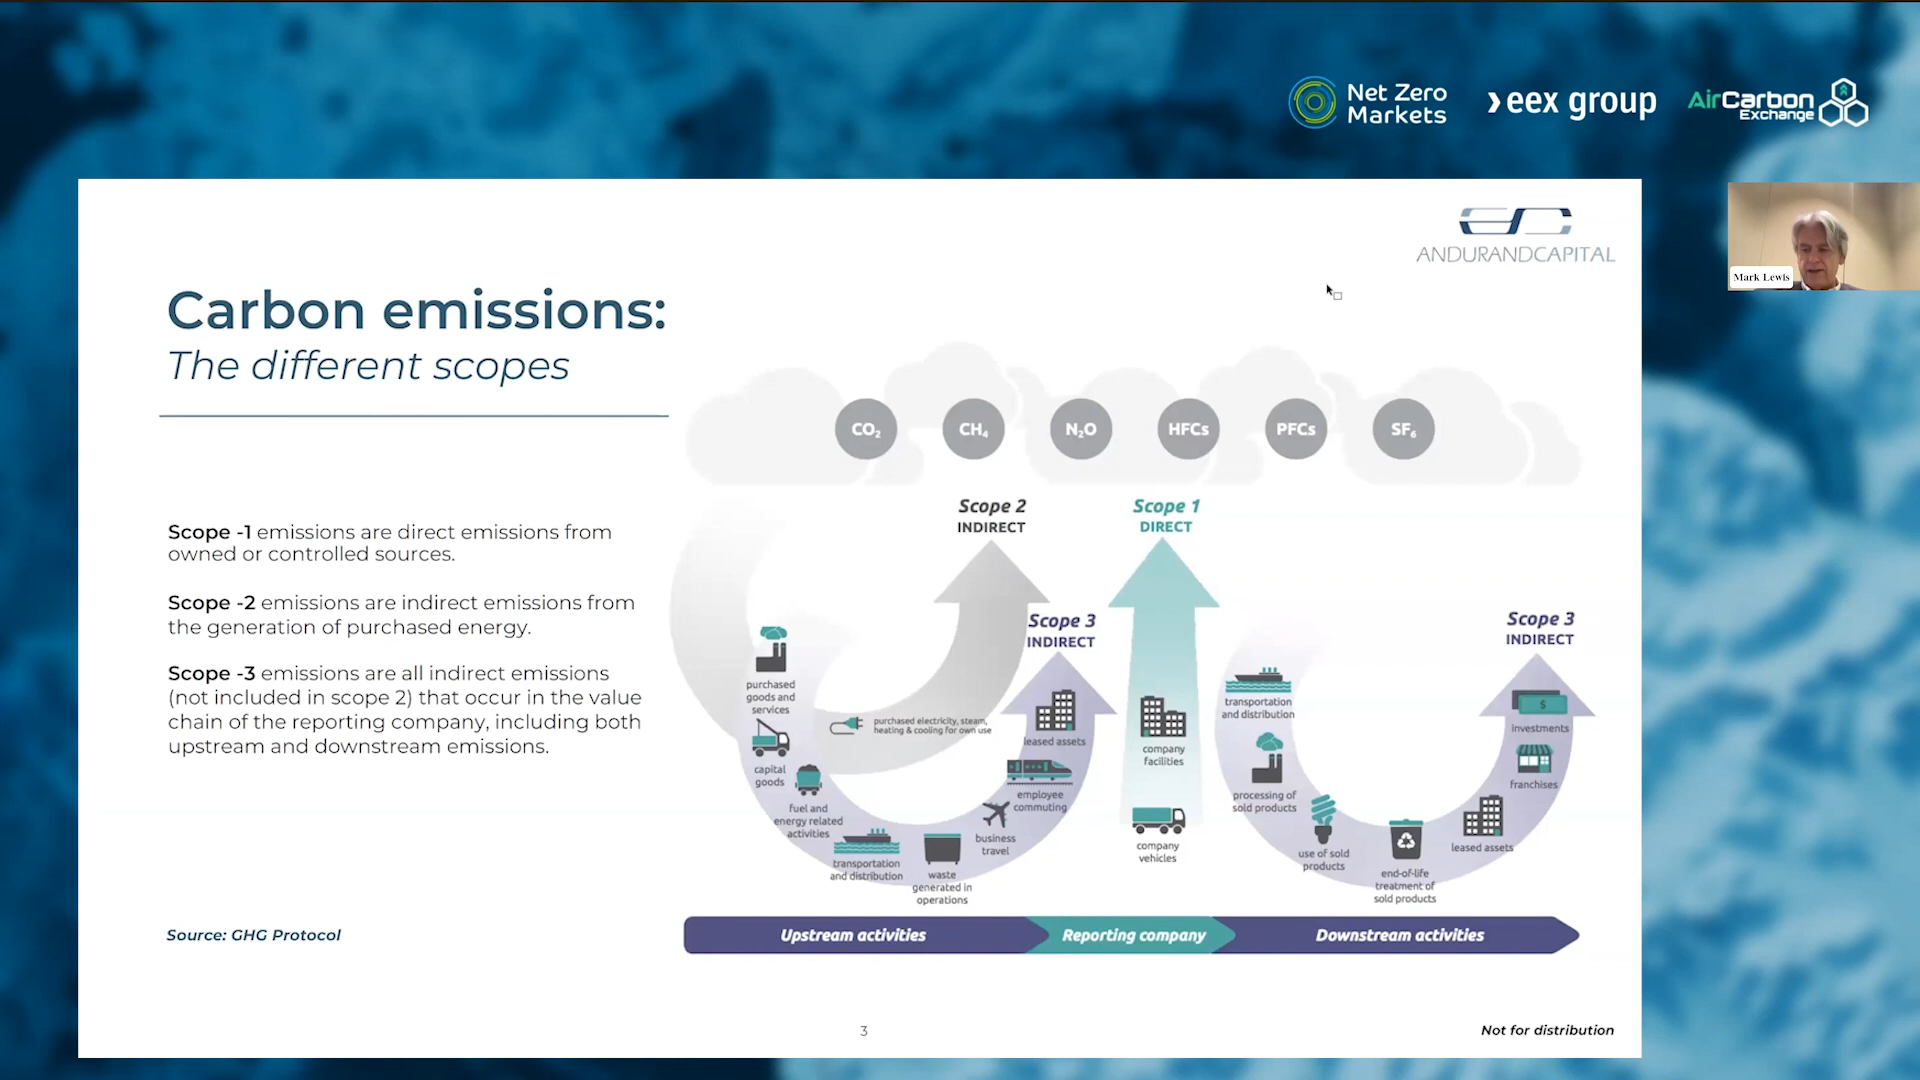 Net Zero
Markets
eex group
AirCarbon
Exchange
ANDURANDCAPITAL
Mark Lewis
Carbon emissions:
The different scopes
CO₂
CH₄
N₂O
HFCs
PFCs
SF₆
Scope -1 emissions are direct emissions from
owned or controlled sources.
Scope -2 emissions are indirect emissions from
the generation of purchased energy.
Scope -3 emissions are all indirect emissions
(not included in scope 2) that occur in the value
chain of the reporting company, including both
upstream and downstream emissions.
Source: GHG Protocol
Scope 2
INDIRECT
Scope 1
DIRECT
Scope 3
INDIRECT
Scope 3
INDIRECT
purchased
goods and
services
capital
goods
fuel and
energy related
activities
transportation
and distribution
waste
generated in
operations
business
travel
employee
commuting
leased assets
purchased electricity, steam,
heating & cooling for own use
company
facilities
company
vehicles
transportation
and distribution
processing of
sold products
use of sold
products
end-of-life
treatment of
sold products
leased assets
franchises
investments
$
Upstream activities
Reporting company
Downstream activities
3
Not for distribution